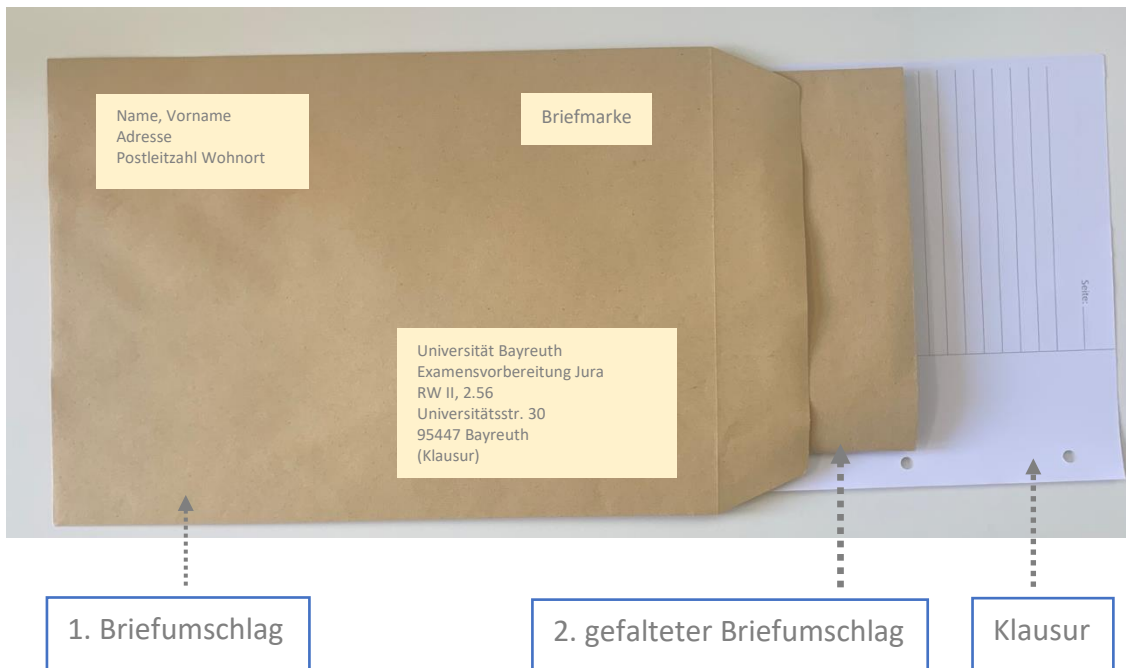 Name, Vorname
Adresse
Postleitzahl Wohnort
Briefmarke
Seite:
Universität Bayreuth
Examensvorbereitung Jura
RW II, 2.56
Universitätsstr. 30
95447 Bayreuth
(Klausur)
1. Briefumschlag
2. gefalteter Briefumschlag
Klausur